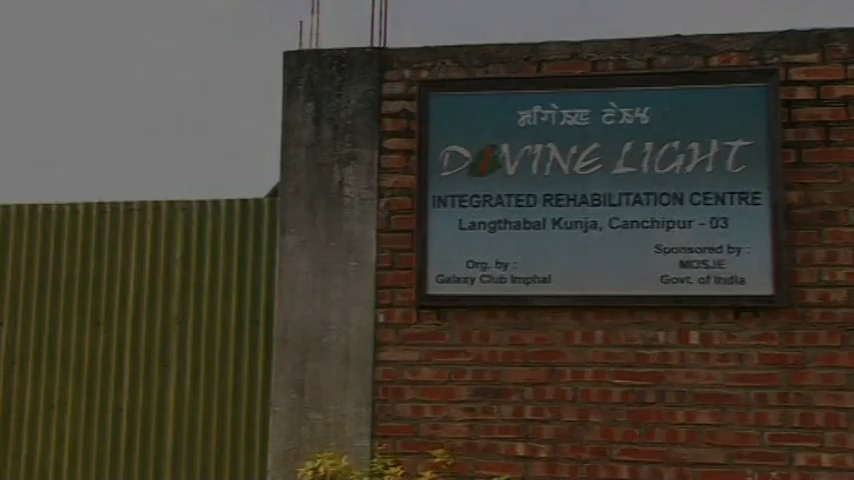 DIVINE LIGHT
INTEGRATED REHABILITATION CENTRE
Langthabal Kunja, Canchipur - 03
Org. by :
Galaxy Club Imphal
Sponsored by :
MOSJE
Govt. of India